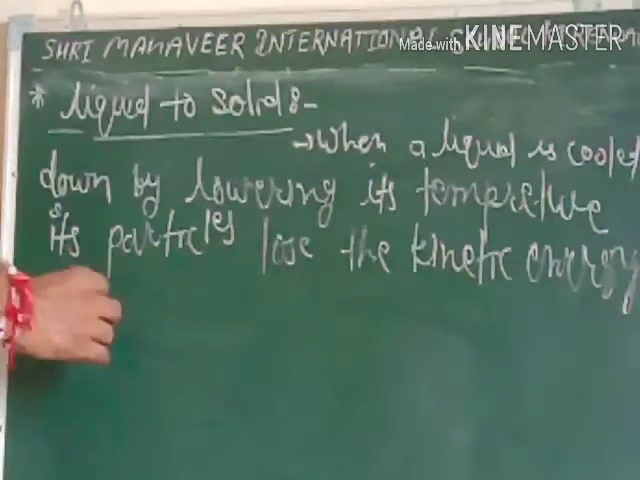 SHRI MAHAVEER INTERNATIONAL
Made with KINEMASTER
* liquid to solid :-
→ when a liquid is cooled
down by lowering its tempreture
its particles lose the kinetic energy